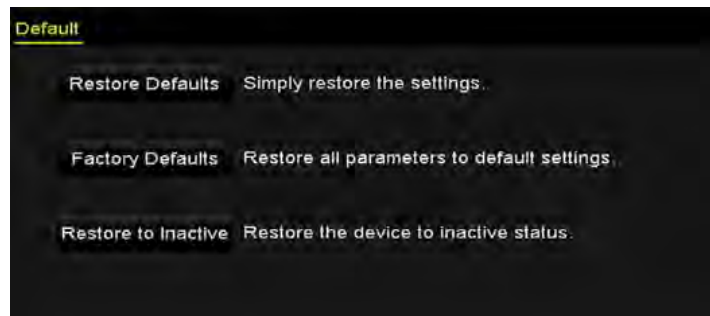 Default
Restore Defaults Simply restore the settings.
Factory Defaults Restore all parameters to default settings.
Restore to Inactive Restore the device to inactive status.